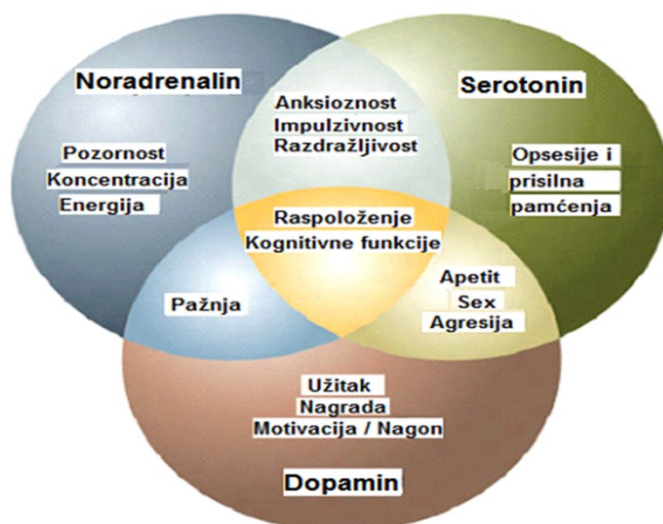 Noradrenalin
Serotonin
Anksioznost
Impulzivnost
Razdražljivost
Pozornost
Koncentracija
Energija
Opsesije i
prisilna
pamćenja
Raspoloženje
Kognitivne funkcije
Pažnja
Apetit
Sex
Agresija
Užitak
Nagrada
Motivacija / Nagon
Dopamin